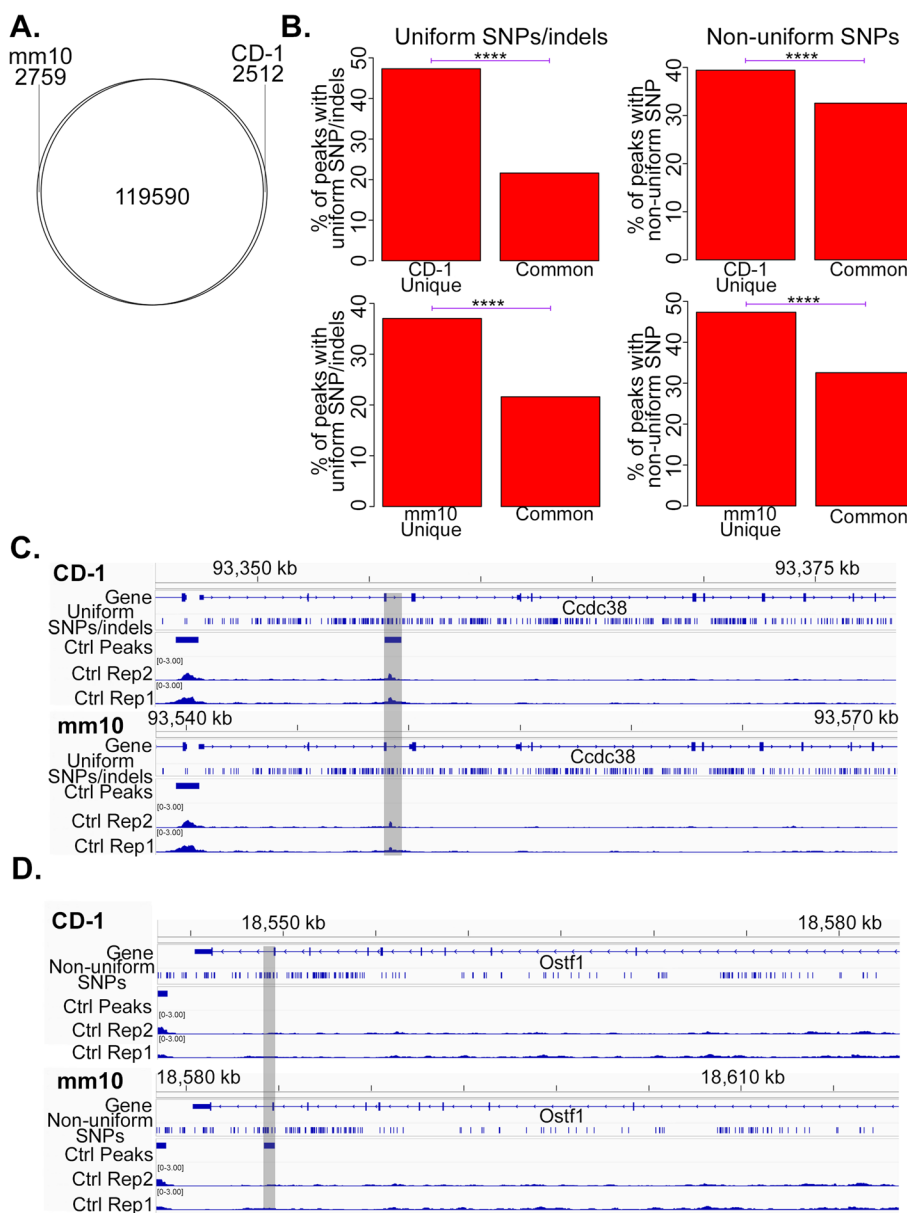 A.
mm10
2759
CD-1
2512
119590
B.
Uniform SNPs/indels
% of peaks with
uniform SNP/indels
0 10 20 30 40 50
****
CD-1
Unique
Common
Non-uniform SNPs
% of peaks with
non-uniform SNP
0 10 20 30 40
****
CD-1
Unique
Common
% of peaks with
uniform SNP/indels
0 10 20 30 40
****
mm10
Unique
Common
% of peaks with
non-uniform SNP
0 10 20 30 40 50
****
mm10
Unique
Common
C.
CD-1
93,350 kb 93,375 kb
Gene
Ccdc38
Uniform
SNPs/indels
Ctrl Peaks
[0-3.00]
Ctrl Rep2
[0-3.00]
Ctrl Rep1
mm10
93,540 kb 93,570 kb
Gene
Ccdc38
Uniform
SNPs/indels
Ctrl Peaks
[0-3.00]
Ctrl Rep2
[0-3.00]
Ctrl Rep1
D.
CD-1
18,550 kb 18,580 kb
Gene
Ostf1
Non-uniform
SNPs
Ctrl Peaks
[0-3.00]
Ctrl Rep2
[0-3.00]
Ctrl Rep1
mm10
18,580 kb 18,610 kb
Gene
Ostf1
Non-uniform
SNPs
Ctrl Peaks
[0-3.00]
Ctrl Rep2
[0-3.00]
Ctrl Rep1